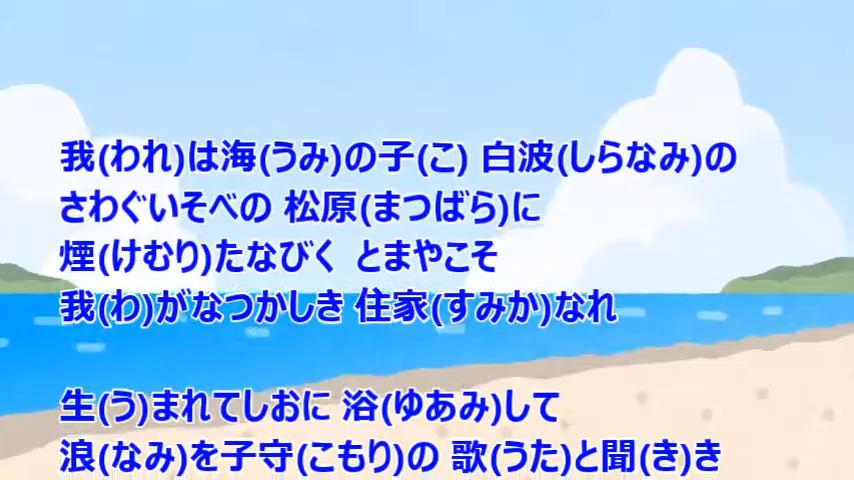 我(われ)は海(うみ)の子(こ) 白波(しらなみ)の
さわぐいそべの 松原(まつばら)に
煙(けむり)たなびく とまやこそ
我(わ)がなつかしき 住家(すみか)なれ
生(う)まれてしおに 浴(ゆあみ)して
浪(なみ)を子守(こもり)の 歌(うた)と聞(き)き